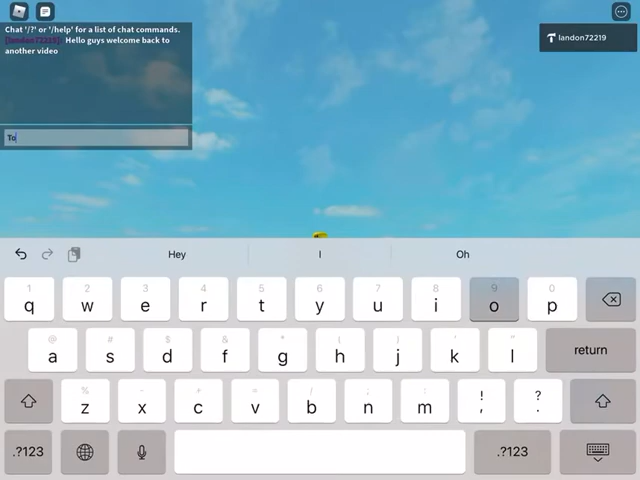 Chat '/?' or '/help' for a list of chat commands.
[landon72219]: Hello guys welcome back to
another video
landon72219
To
Hey I Oh
1 2 3 4 5 6 7 8 9 0
q w e r t y u i o p
@ # $ & * ( ) ' "
a s d f g h j k l return
% - + = / ; : ! ?
z x c v b n m , .
.?123 .?123